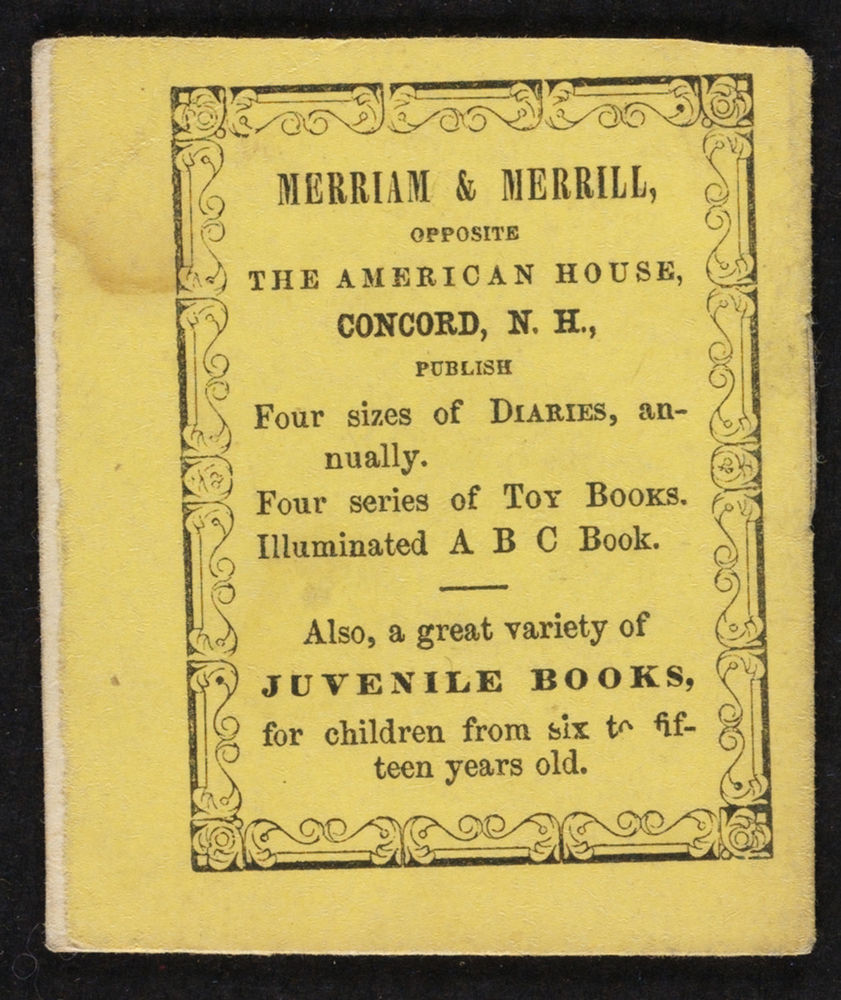 MERRIAM & MERRILL,
OPPOSITE
THE AMERICAN HOUSE,
CONCORD, N. H.,
PUBLISH
Four sizes of DIARIES, an-
nually.
Four series of TOY BOOKS.
Illuminated A B C Book.
Also, a great variety of
JUVENILE BOOKS,
for children from six to fif-
teen years old.